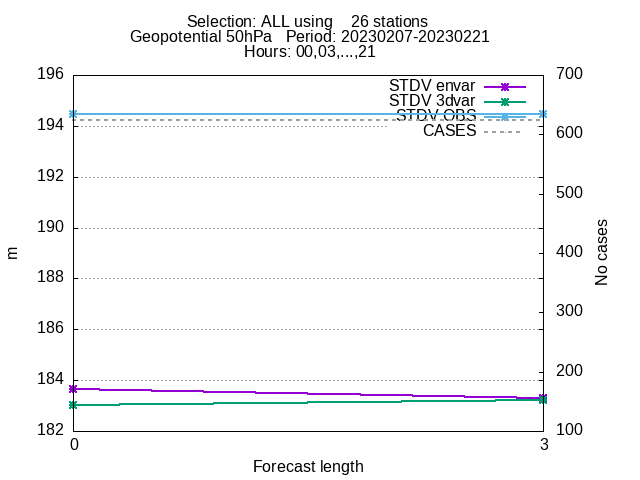 Selection: ALL using    26 stations
Geopotential 50hPa   Period: 20230207-20230221
Hours: 00,03,...,21
196
194
192
190
188
186
184
182
m
700
600
500
400
300
200
100
No cases
STDV envar
STDV 3dvar
STDV OBS
CASES
0
3
Forecast length